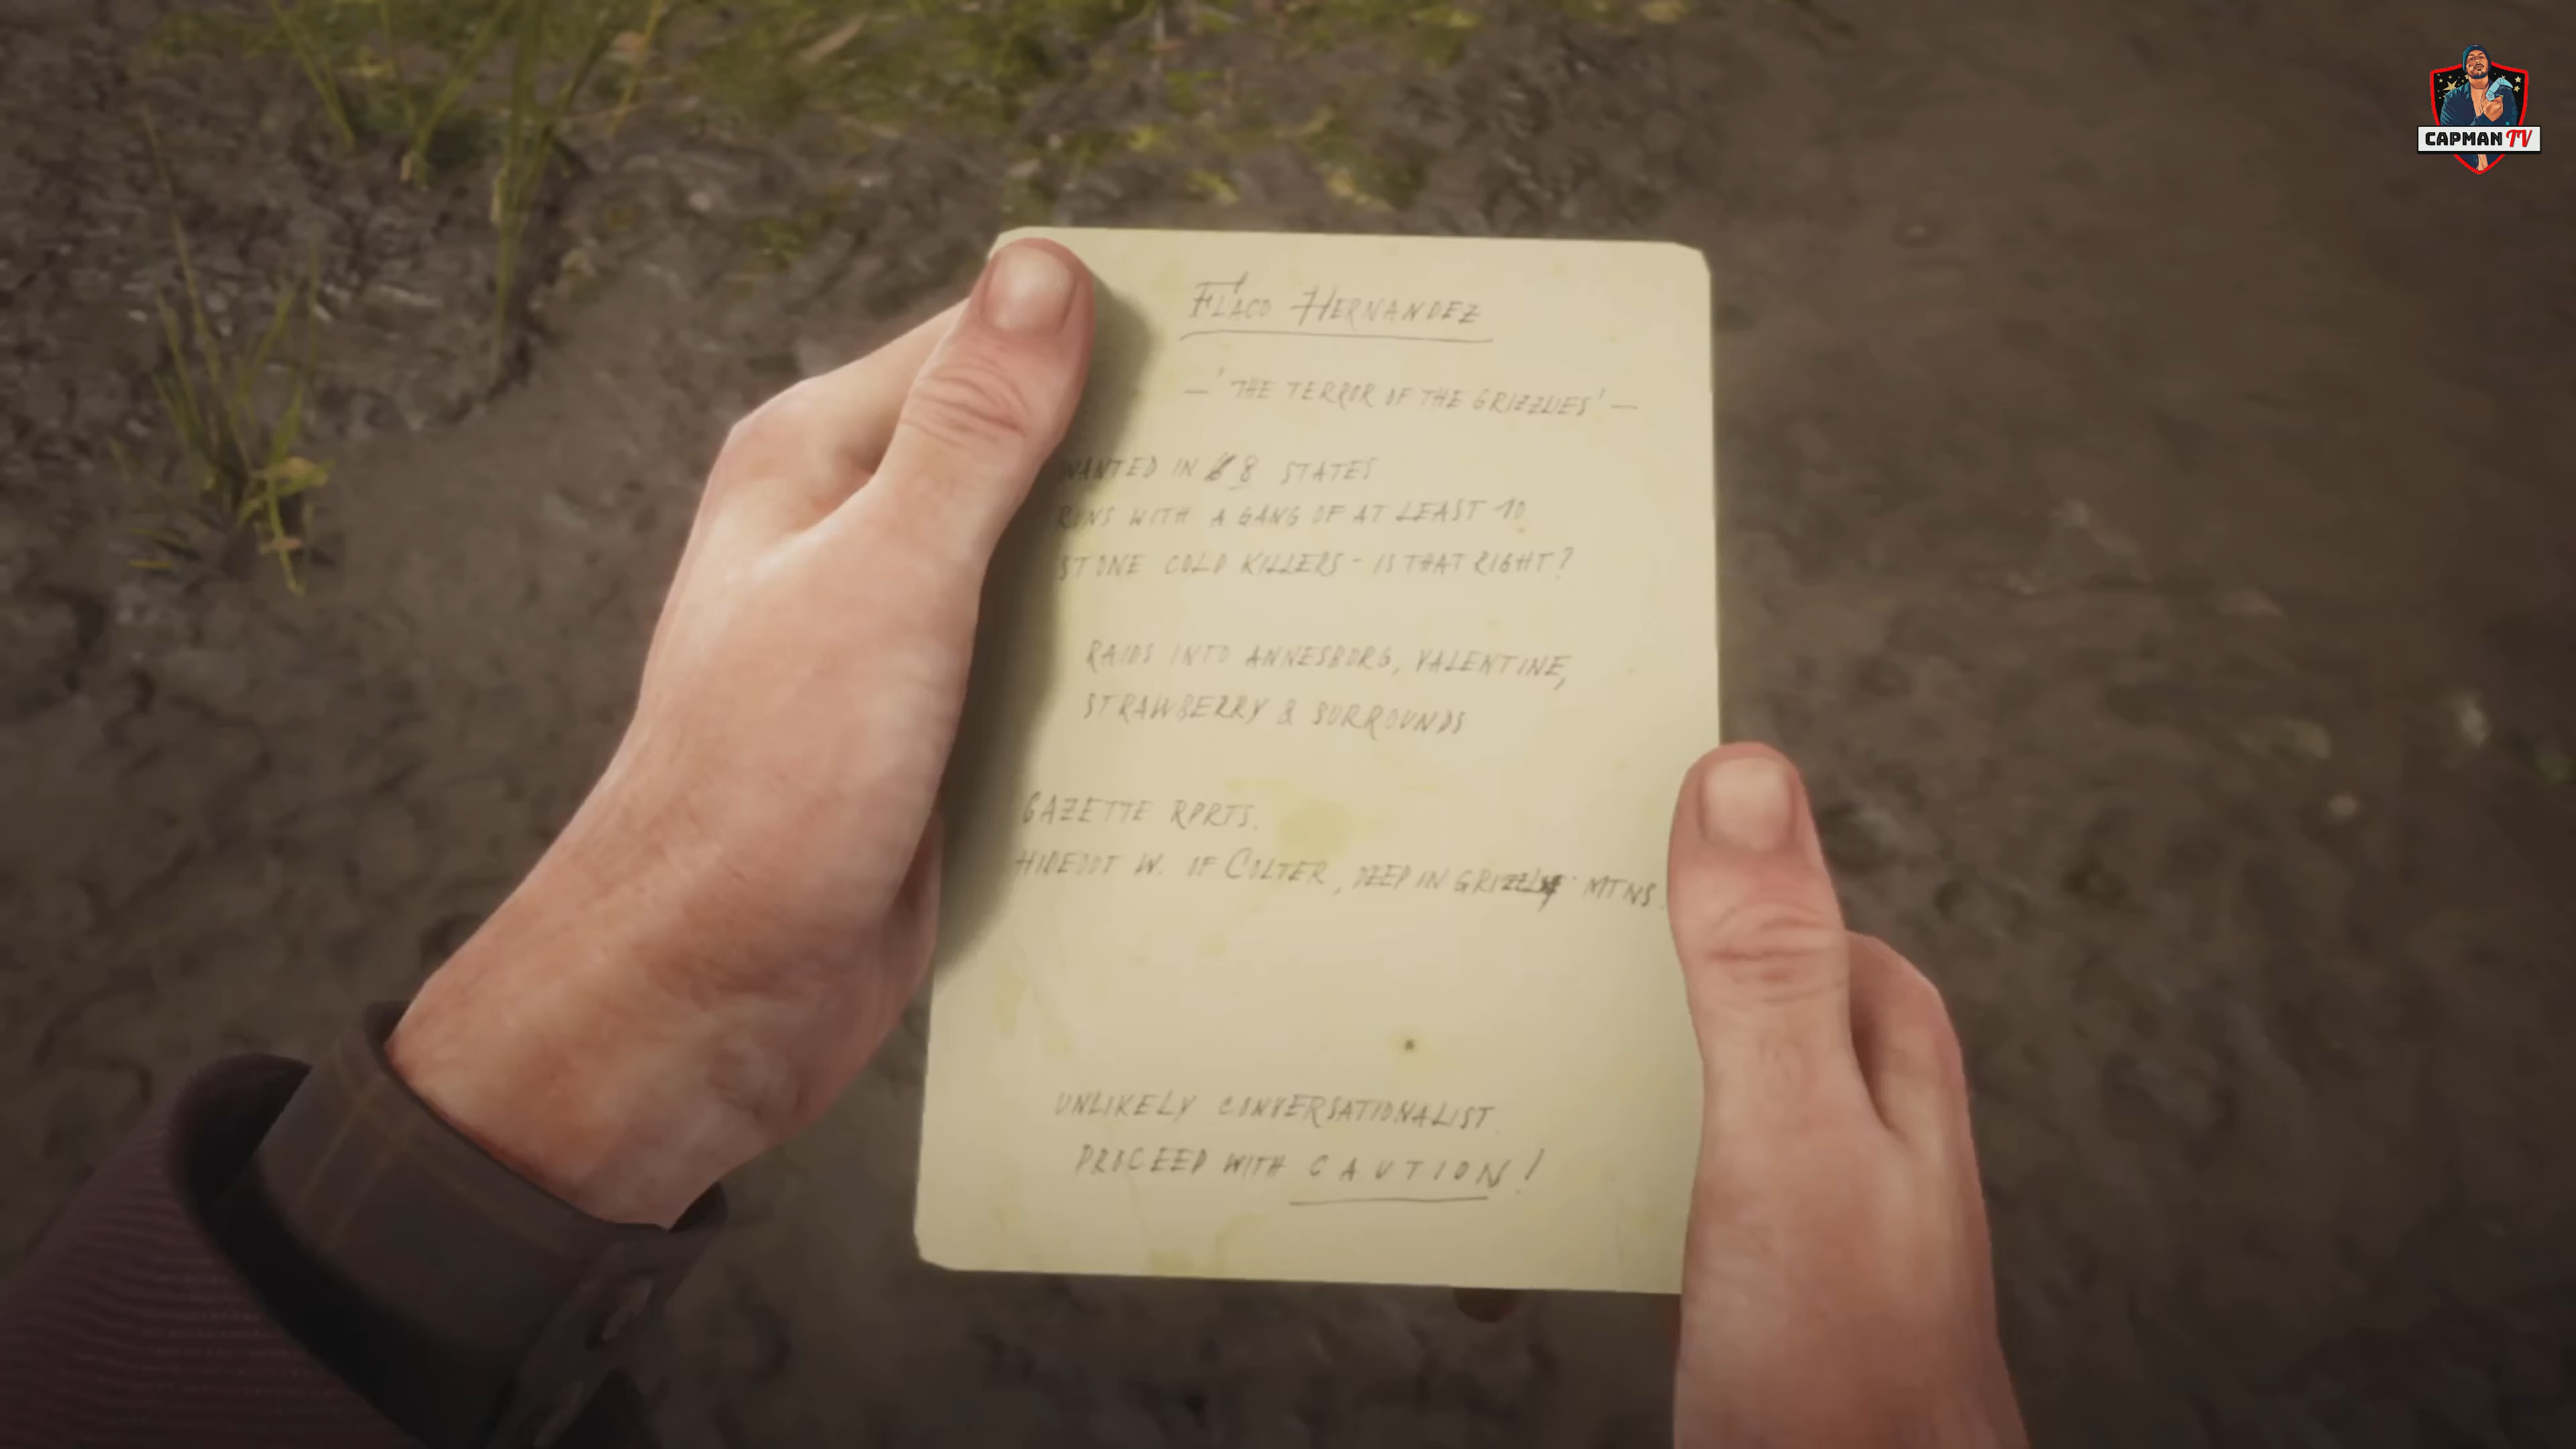 CAPMAN TV
FLACO HERNANDEZ
—'THE TERROR OF THE GRIZZLIES'—
WANTED IN 8 STATES
RUNS WITH A GANG OF AT LEAST 10
STONE COLD KILLERS - IS THAT RIGHT?
RAIDS INTO ANNESBURG, VALENTINE,
STRAWBERRY & SURROUNDS
GAZETTE RPRTS.
HIDEOUT W. OF COLTER, DEEP IN GRIZZLY MTNS.
UNLIKELY CONVERSATIONALIST.
PROCEED WITH CAUTION!